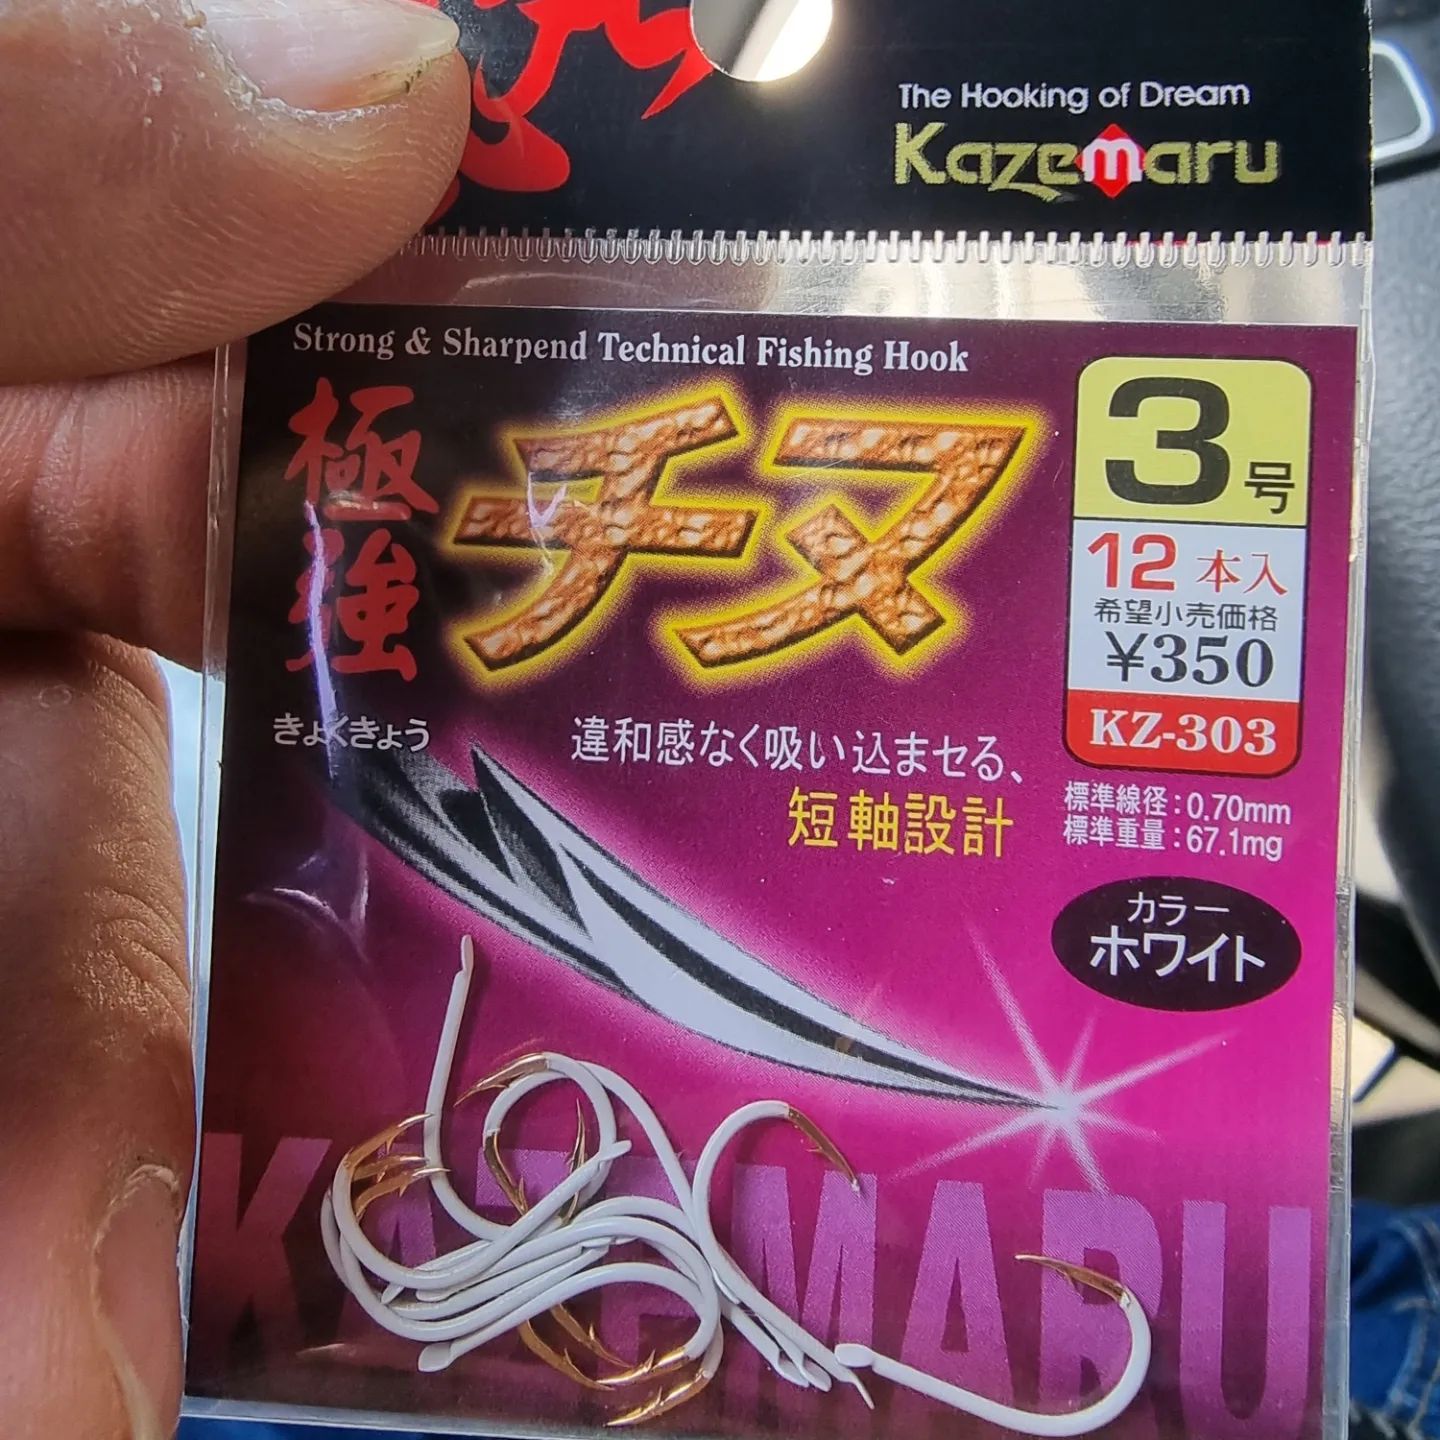 The Hooking of Dream
Kazemaru
Strong & Sharpend Technical Fishing Hook
極強
きょくきょう
チヌ
3号
12本入
希望小売価格
¥350
KZ-303
違和感なく吸い込ませる、
短軸設計
標準線径:0.70mm
標準重量:67.1mg
カラー
ホワイト
KAZEMARU